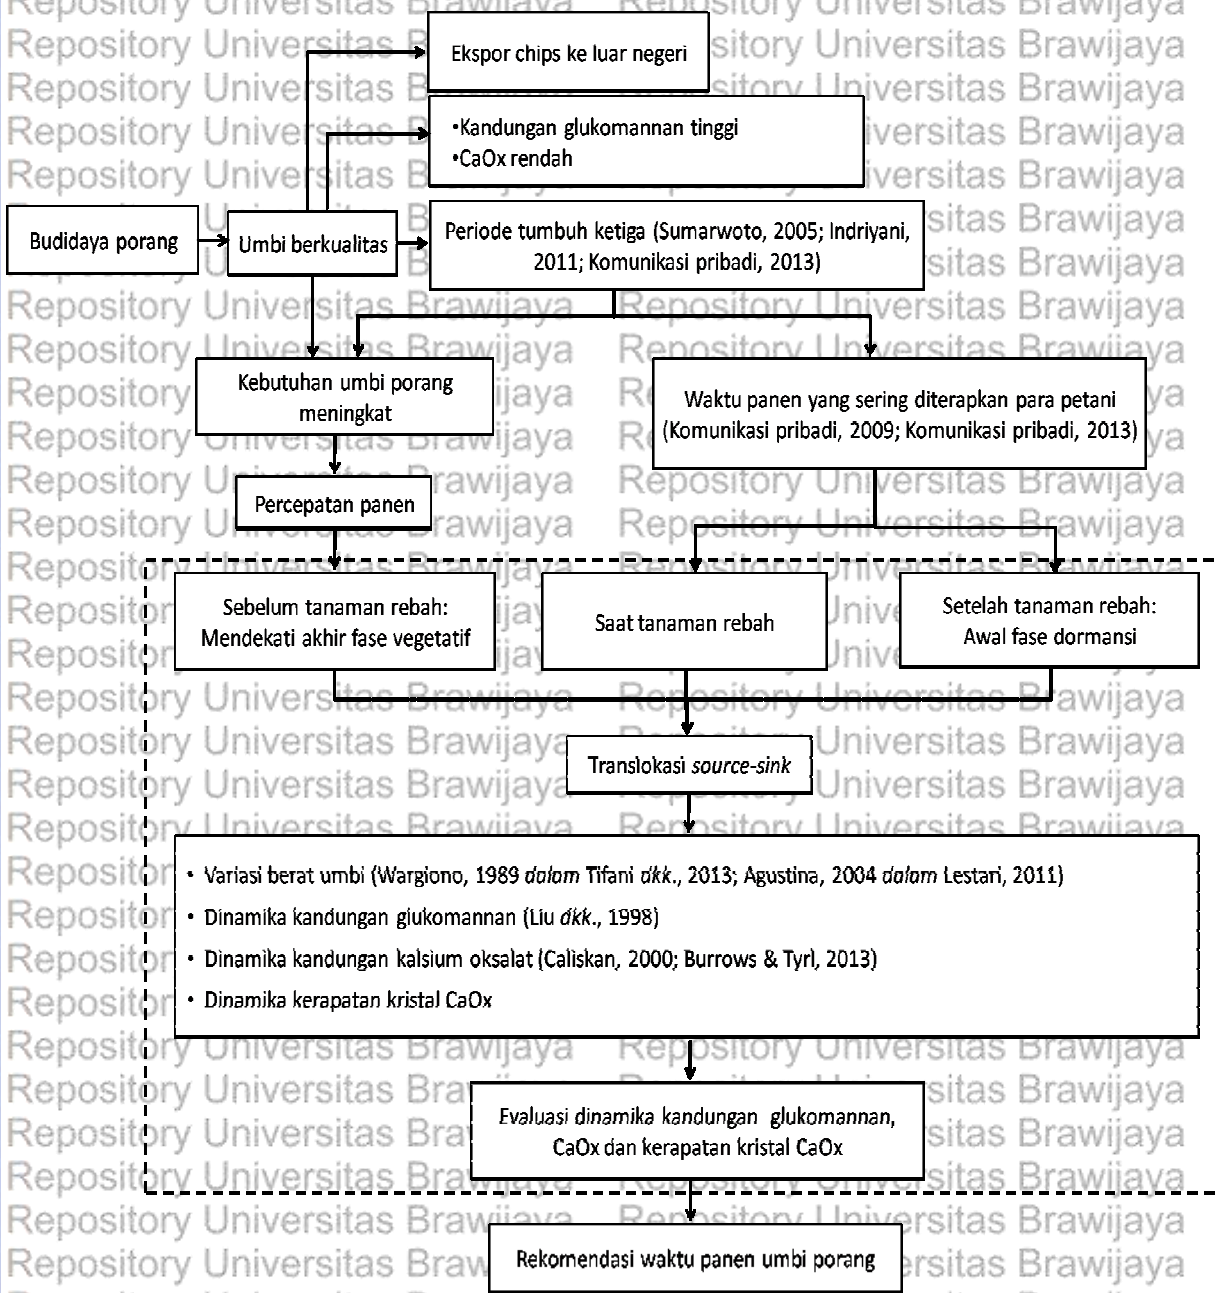 Ekspor chips ke luar negeri
•Kandungan glukomannan tinggi
•CaOx rendah
Budidaya porang
Umbi berkualitas
Periode tumbuh ketiga (Sumarwoto, 2005; Indriyani,
2011; Komunikasi pribadi, 2013)
Kebutuhan umbi porang
meningkat
Waktu panen yang sering diterapkan para petani
(Komunikasi pribadi, 2009; Komunikasi pribadi, 2013)
Percepatan panen
Sebelum tanaman rebah:
Mendekati akhir fase vegetatif
Saat tanaman rebah
Setelah tanaman rebah:
Awal fase dormansi
Translokasi source-sink
• Variasi berat umbi (Wargiono, 1989 dalam Tifani dkk., 2013; Agustina, 2004 dalam Lestari, 2011)
• Dinamika kandungan glukomannan (Liu dkk., 1998)
• Dinamika kandungan kalsium oksalat (Caliskan, 2000; Burrows & Tyrl, 2013)
• Dinamika kerapatan kristal CaOx
Evaluasi dinamika kandungan glukomannan,
CaOx dan kerapatan kristal CaOx
Rekomendasi waktu panen umbi porang
Repository Universitas Brawijaya